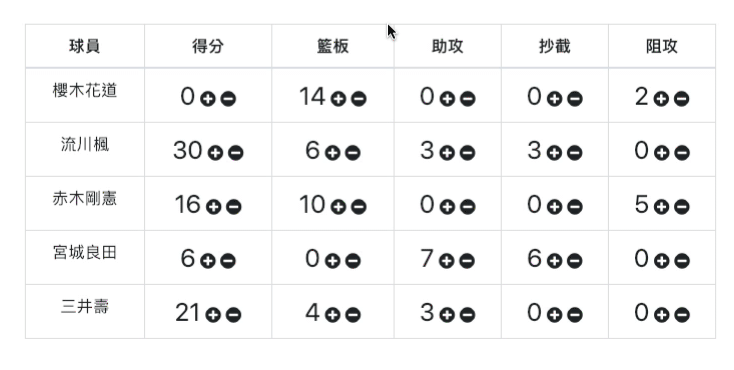 球員 得分 籃板 助攻 抄截 阻攻
櫻木花道 0 14 0 0 2
流川楓 30 6 3 3 0
赤木剛憲 16 10 0 0 5
宮城良田 6 0 7 6 0
三井壽 21 4 3 0 0